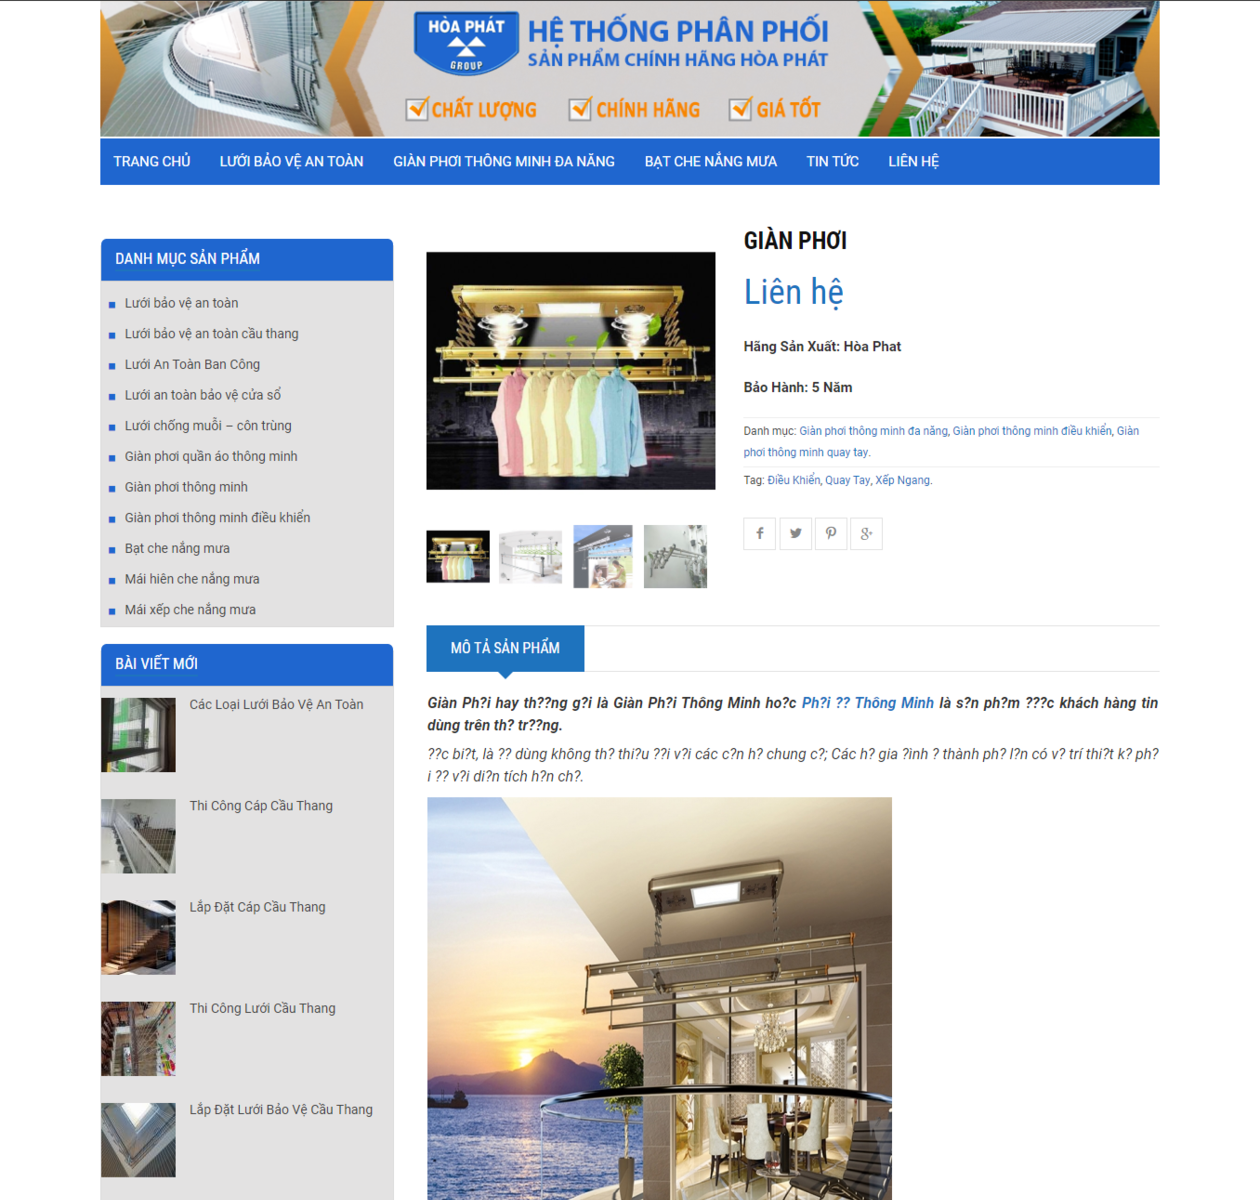 HÒA PHÁT
GROUP
HỆ THỐNG PHÂN PHỐI
SẢN PHẨM CHÍNH HÃNG HÒA PHÁT
CHẤT LƯỢNG CHÍNH HÃNG GIÁ TỐT
TRANG CHỦ LƯỚI BẢO VỆ AN TOÀN GIÀN PHƠI THÔNG MINH ĐA NĂNG BẠT CHE NẮNG MƯA TIN TỨC LIÊN HỆ
DANH MỤC SẢN PHẨM
Lưới bảo vệ an toàn
Lưới bảo vệ an toàn cầu thang
Lưới An Toàn Ban Công
Lưới an toàn bảo vệ cửa sổ
Lưới chống muỗi – côn trùng
Giàn phơi quần áo thông minh
Giàn phơi thông minh
Giàn phơi thông minh điều khiển
Bạt che nắng mưa
Mái hiên che nắng mưa
Mái xếp che nắng mưa
BÀI VIẾT MỚI
Các Loại Lưới Bảo Vệ An Toàn
Thi Công Cáp Cầu Thang
Lắp Đặt Cáp Cầu Thang
Thi Công Lưới Cầu Thang
Lắp Đặt Lưới Bảo Vệ Cầu Thang
GIÀN PHƠI
Liên hệ
Hãng Sản Xuất: Hòa Phat
Bảo Hành: 5 Năm
Danh mục: Giàn phơi thông minh đa năng, Giàn phơi thông minh điều khiển, Giàn
phơi thông minh quay tay.
Tag: Điều Khiển, Quay Tay, Xếp Ngang.
MÔ TẢ SẢN PHẨM
Giàn Ph?i hay th??ng g?i là Giàn Ph?i Thông Minh ho?c Ph?i ?? Thông Minh là s?n ph?m ???c khách hàng tin
dùng trên th? tr??ng.
??c bi?t, là ?? dùng không th? thi?u ??i v?i các c?n h? chung c?; Các h? gia ?ình ? thành ph? l?n có v? trí thi?t k? ph?
i ?? v?i di?n tích h?n ch?.